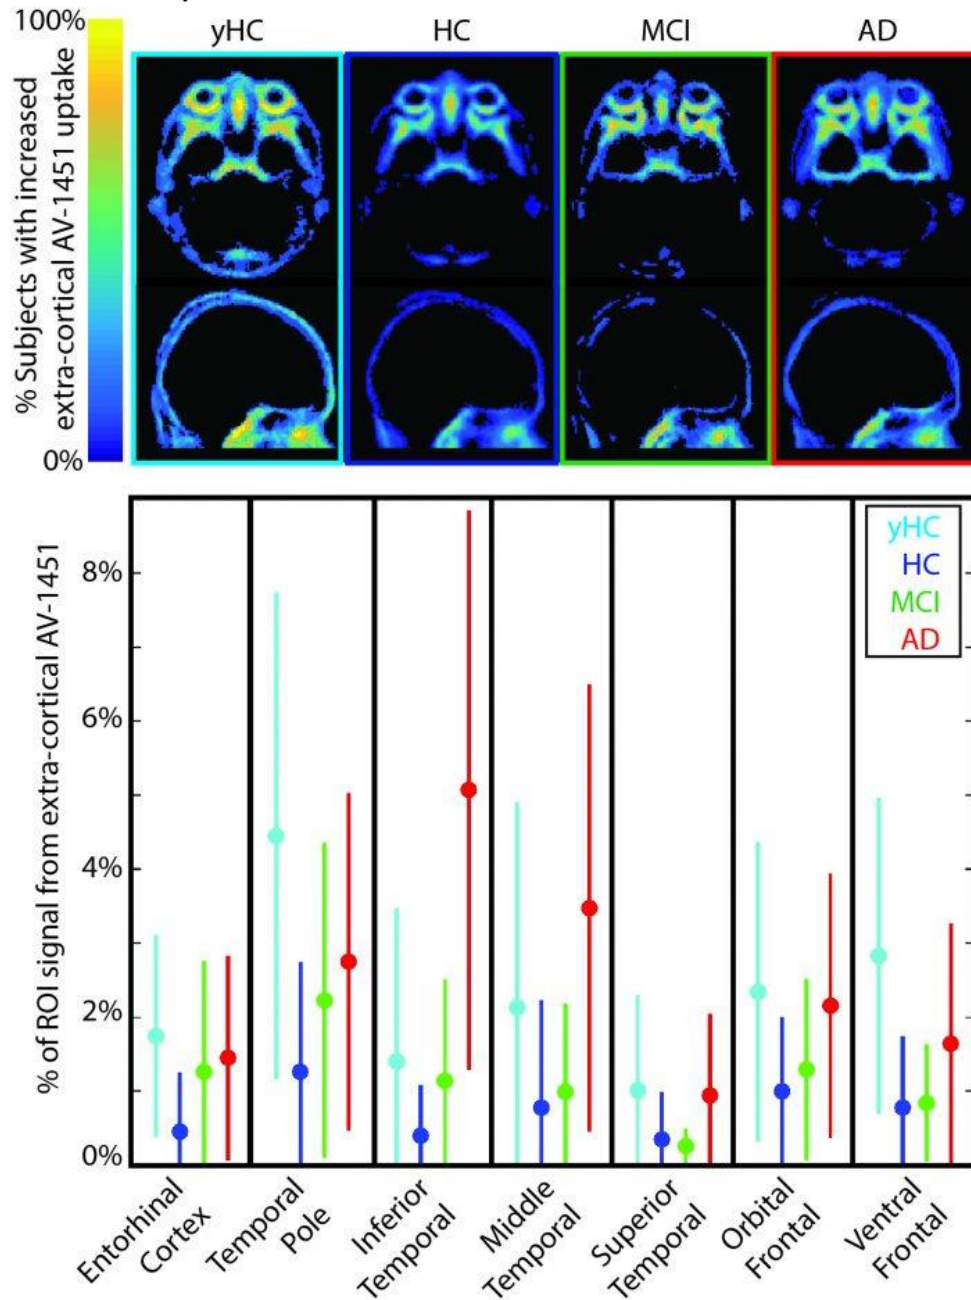 100%
yHC
HC
MCI
AD
% Subjects with increased
extra-cortical AV-1451 uptake
0%
% of ROI signal from extra-cortical AV-1451
8%
6%
4%
2%
0%
yHC
HC
MCI
AD
Entorhinal
Cortex
Temporal
Pole
Inferior
Temporal
Middle
Temporal
Superior
Temporal
Orbital
Frontal
Ventral
Frontal